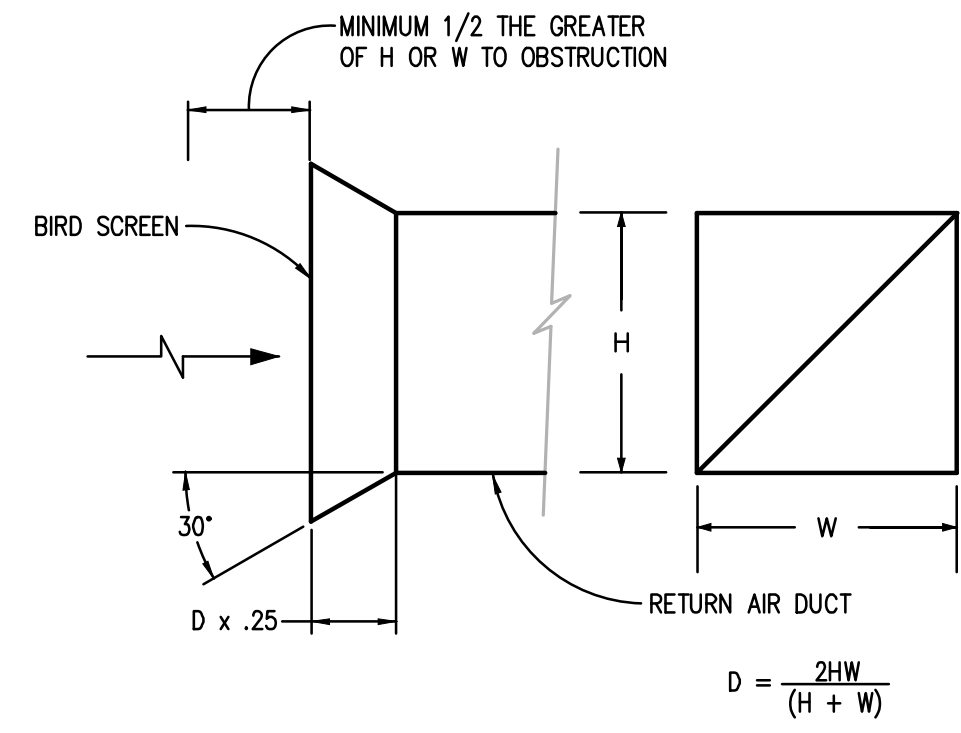 MINIMUM 1/2 THE GREATER
OF H OR W TO OBSTRUCTION
BIRD SCREEN
H
30°
W
RETURN AIR DUCT
D x .25
D = 2HW
(H + W)